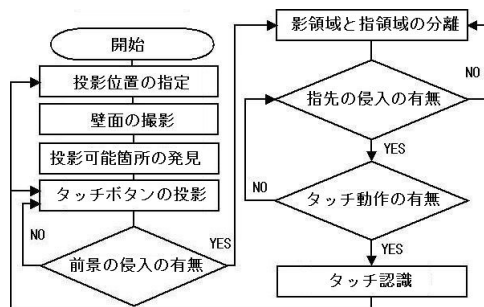 開始
投影位置の指定
壁面の撮影
投影可能箇所の発見
タッチボタンの投影
NO
YES
前景の侵入の有無
影領域と指領域の分離
NO
指先の侵入の有無
YES
NO
タッチ動作の有無
YES
タッチ認識